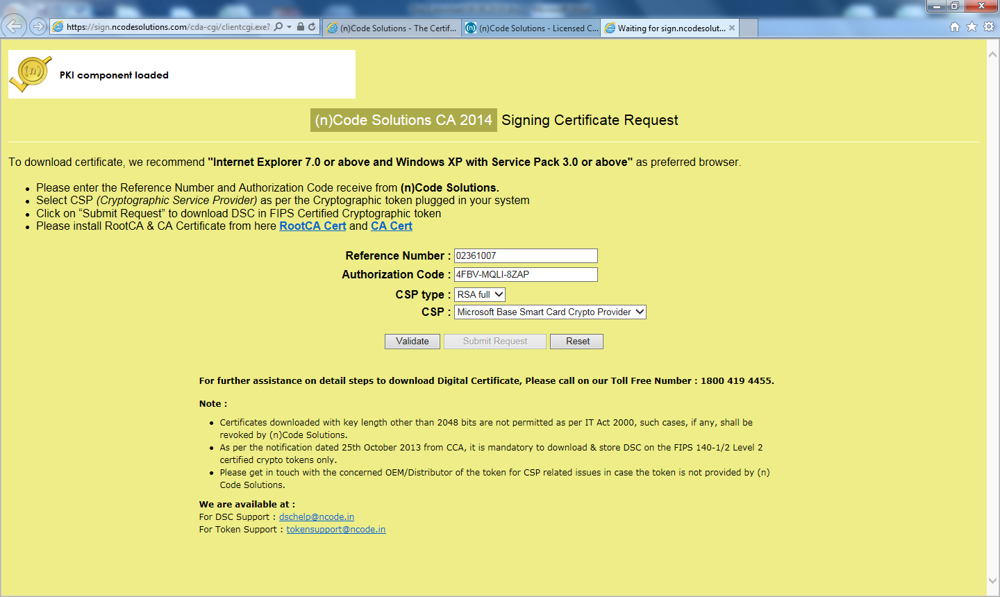 https://sign.ncodesolutions.com/cda-cgi/clientcgi.exe?
(n)Code Solutions - The Certif...
(n)Code Solutions - Licensed C...
Waiting for sign.ncodesolut...
(n)
PKI component loaded
(n)Code Solutions CA 2014 Signing Certificate Request
To download certificate, we recommend "Internet Explorer 7.0 or above and Windows XP with Service Pack 3.0 or above" as preferred browser.
• Please enter the Reference Number and Authorization Code receive from (n)Code Solutions.
• Select CSP (Cryptographic Service Provider) as per the Cryptographic token plugged in your system
• Click on “Submit Request” to download DSC in FIPS Certified Cryptographic token
• Please install RootCA & CA Certificate from here RootCA Cert and CA Cert
Reference Number : 02361007
Authorization Code : 4FBV-MQLI-8ZAP
CSP type : RSA full
CSP : Microsoft Base Smart Card Crypto Provider
Validate Submit Request Reset
For further assistance on detail steps to download Digital Certificate, Please call on our Toll Free Number : 1800 419 4455.
Note :
• Certificates downloaded with key length other than 2048 bits are not permitted as per IT Act 2000, such cases, if any, shall be
revoked by (n)Code Solutions.
• As per the notification dated 25th October 2013 from CCA, it is mandatory to download & store DSC on the FIPS 140-1/2 Level 2
certified crypto tokens only.
• Please get in touch with the concerned OEM/Distributor of the token for CSP related issues in case the token is not provided by (n)
Code Solutions.
We are available at :
For DSC Support : dschelp@ncode.in
For Token Support : tokensupport@ncode.in